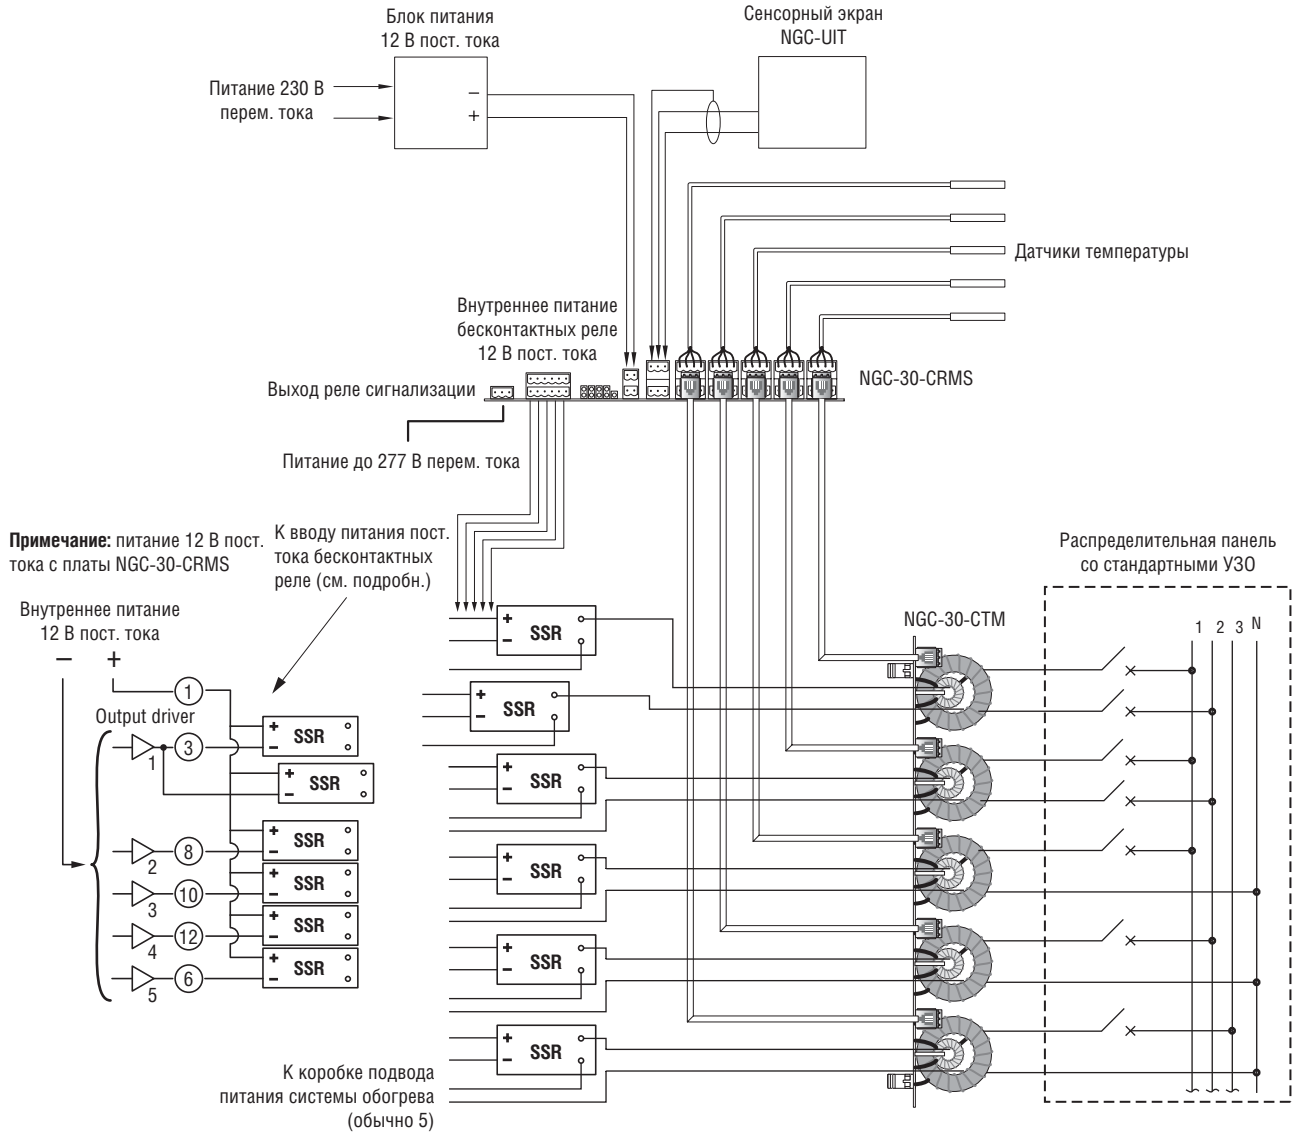 Блок питания
12 В пост. тока
Сенсорный экран
NGC-UIT
Питание 230 В
перем. тока
–
+
Датчики температуры
Внутреннее питание
бесконтактных реле
12 В пост. тока
NGC-30-CRMS
Выход реле сигнализации
Питание до 277 В перем. тока
Примечание: питание 12 В пост.
тока с платы NGC-30-CRMS
К вводу питания пост.
тока бесконтактных
реле (см. подробн.)
Распределительная панель
со стандартными УЗО
Внутреннее питание
12 В пост. тока
– +
NGC-30-CTM
1 2 3 N
+
–
SSR
+
–
SSR
+
–
SSR
+
–
SSR
+
–
SSR
+
–
SSR
1
Output driver
1
3
+
–
SSR
+
–
SSR
2
8
+
–
SSR
3
10
+
–
SSR
4
12
+
–
SSR
5
6
+
–
SSR
К коробке подвода
питания системы обогрева
(обычно 5)